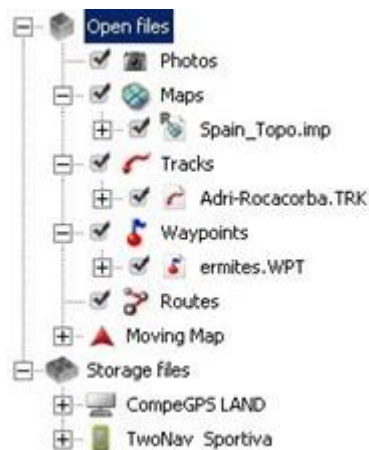 Open files
Photos
Maps
Spain_Topo.imp
Tracks
Adri-Rocacorba.TRK
Waypoints
ermites.WPT
Routes
Moving Map
Storage files
CompeGPS LAND
TwoNav Sportiva